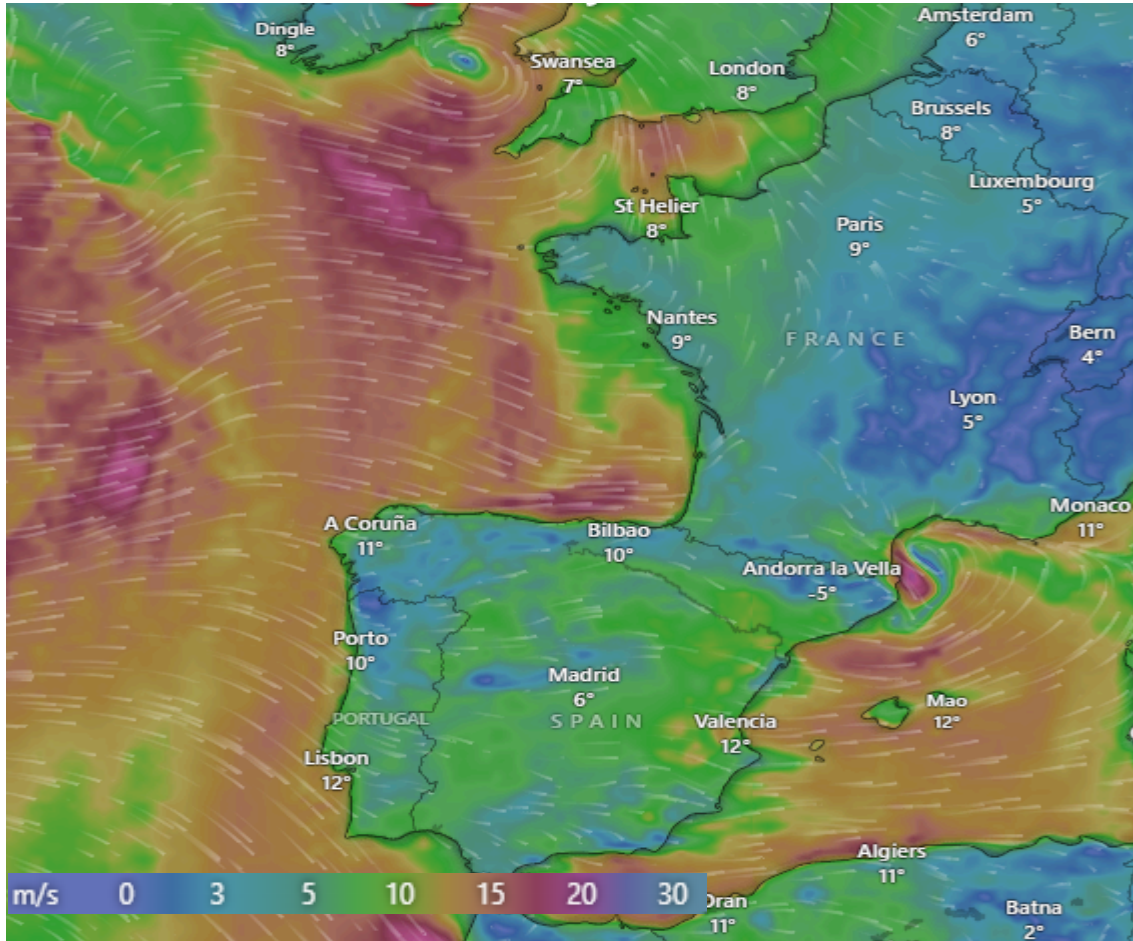 Dingle
8°
Swansea
7°
London
8°
Amsterdam
6°
Brussels
8°
Luxembourg
5°
St Helier
8°
Paris
9°
Nantes
9°
FRANCE
Bern
4°
Lyon
5°
Monaco
11°
A Coruña
11°
Bilbao
10°
Andorra la Vella
-5°
Porto
10°
Madrid
6°
SPAIN
PORTUGAL
Lisbon
12°
Valencia
12°
Mao
12°
Algiers
11°
Oran
11°
Batna
2°
m/s 0 3 5 10 15 20 30